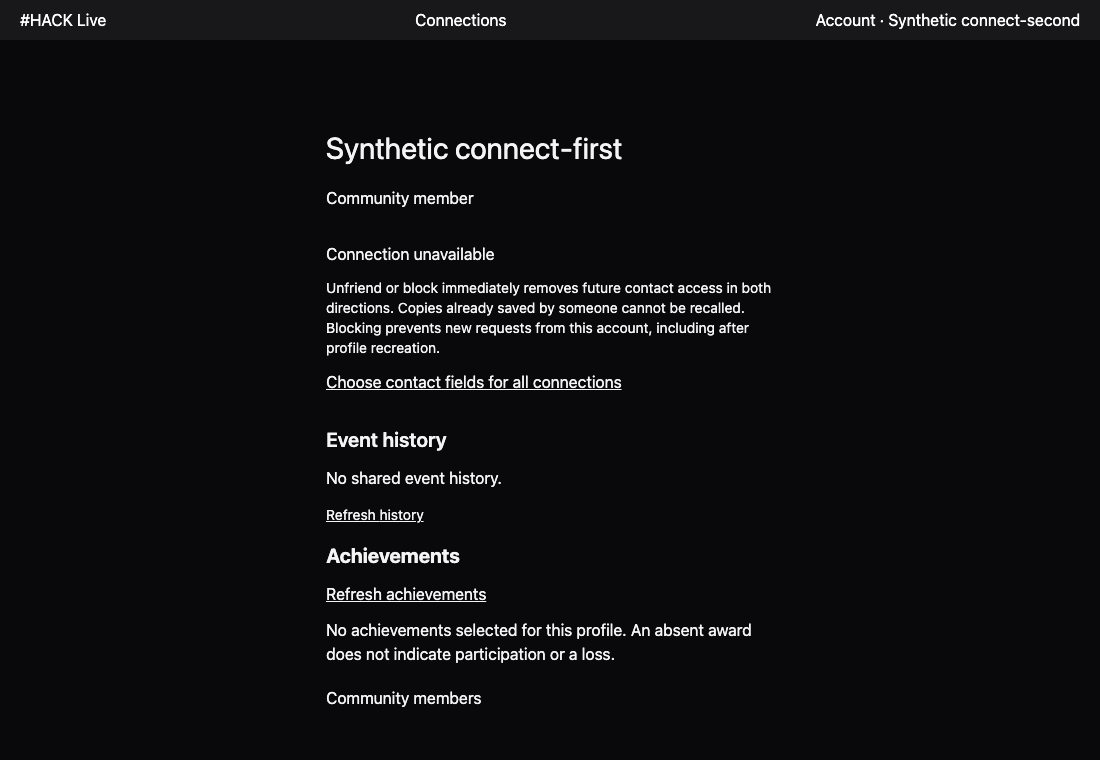 #HACK Live
Connections
Account · Synthetic connect-second
Synthetic connect-first
Community member
Connection unavailable
Unfriend or block immediately removes future contact access in both
directions. Copies already saved by someone cannot be recalled.
Blocking prevents new requests from this account, including after
profile recreation.
Choose contact fields for all connections
Event history
No shared event history.
Refresh history
Achievements
Refresh achievements
No achievements selected for this profile. An absent award
does not indicate participation or a loss.
Community members